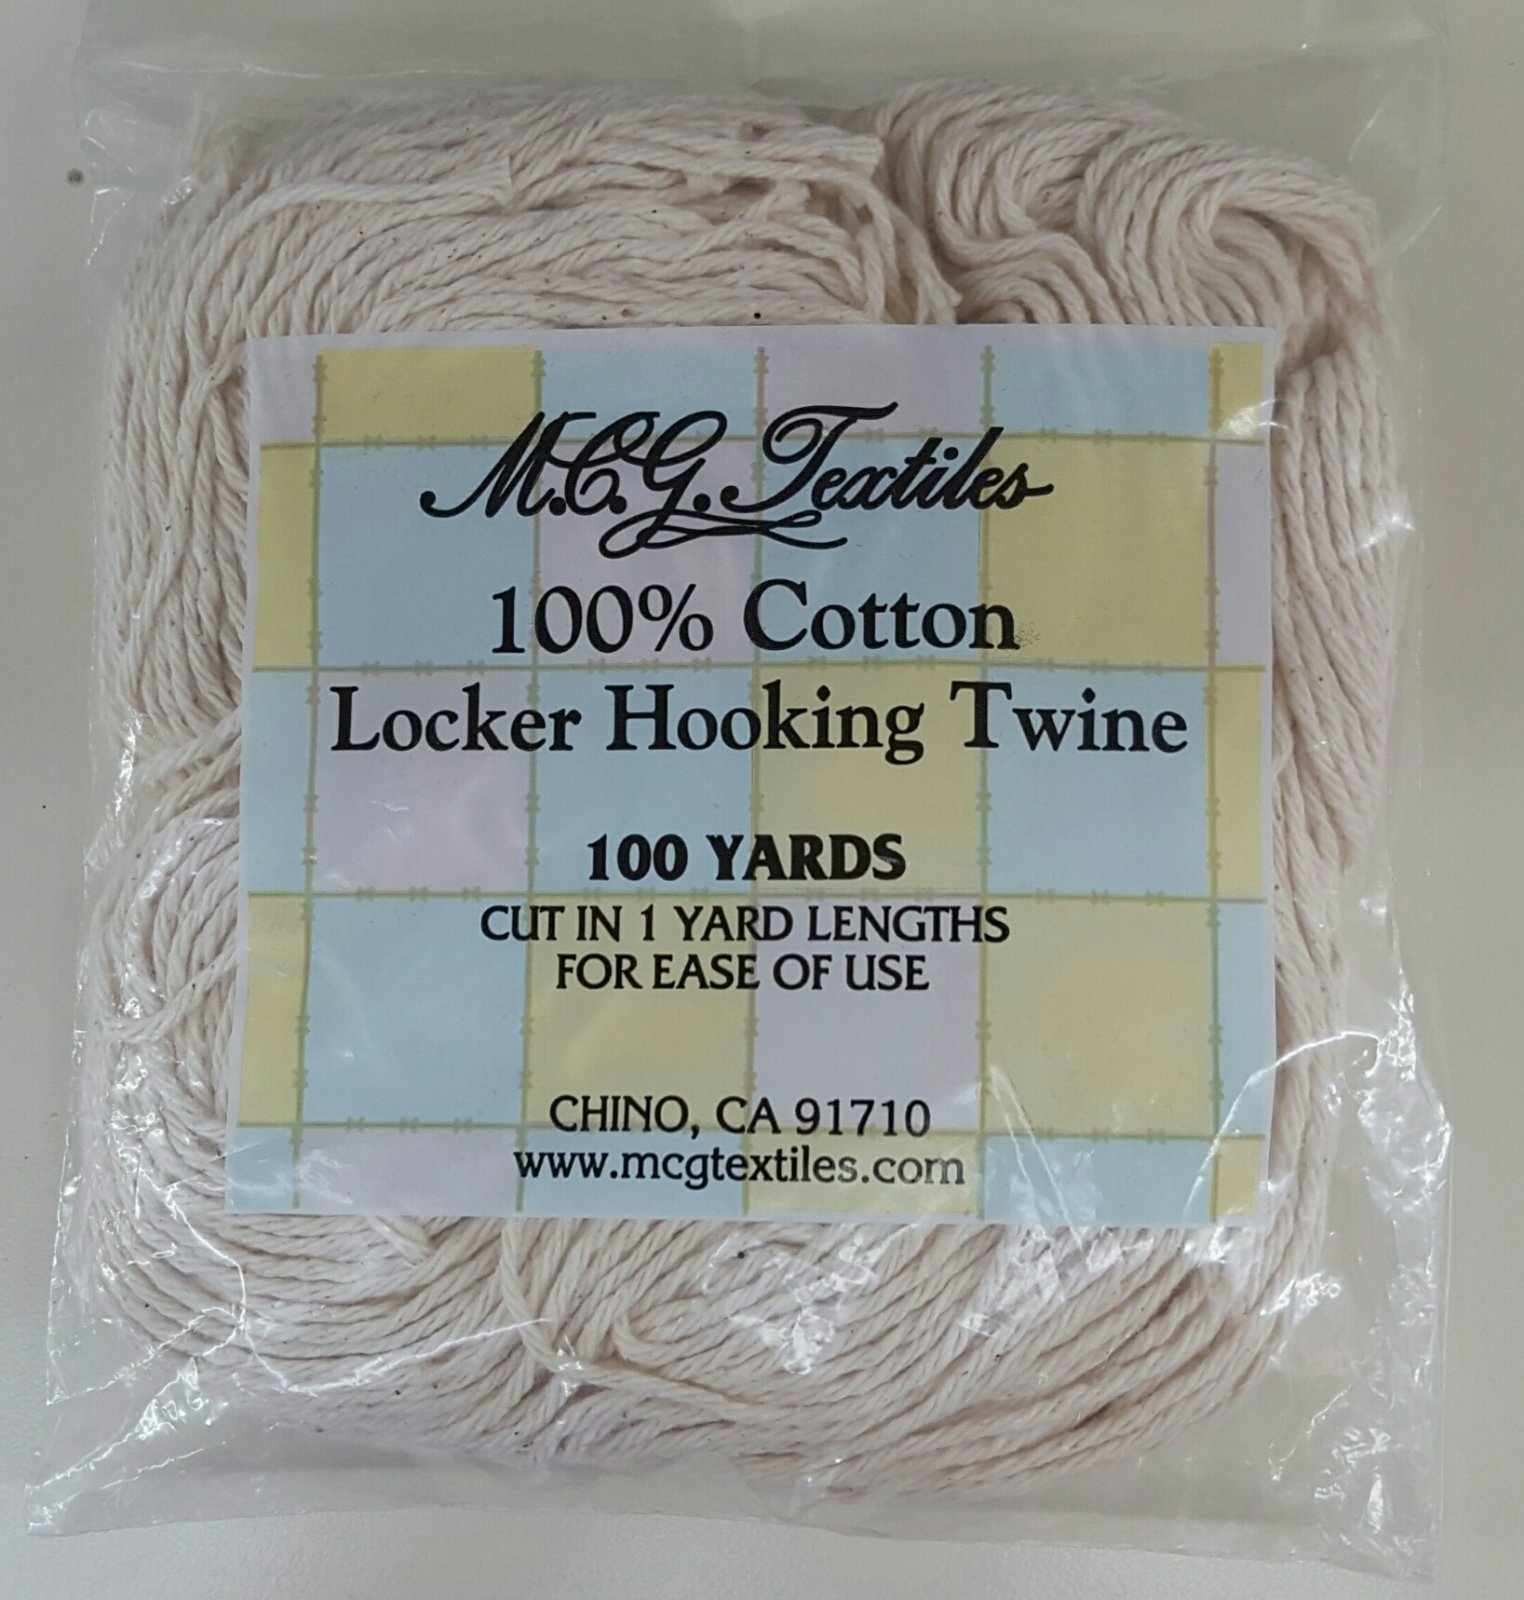 M.C.G. Textiles
100% Cotton
Locker Hooking Twine
100 YARDS
CUT IN 1 YARD LENGTHS
FOR EASE OF USE
CHINO, CA 91710
www.mcgtextiles.com